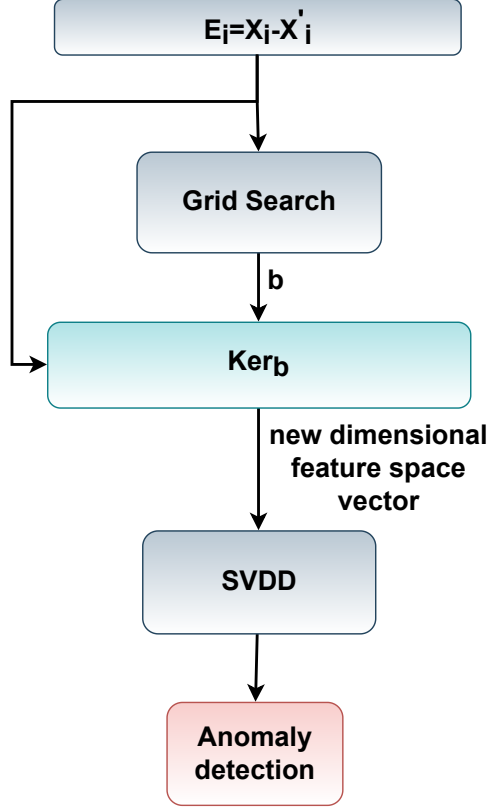 Ei=Xi-X'i
Grid Search
b
Kerb
new dimensional
feature space
vector
SVDD
Anomaly
detection